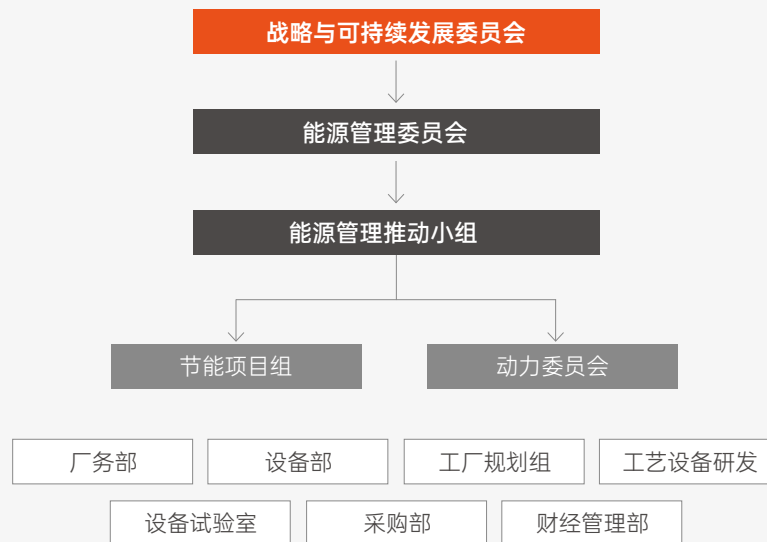 战略与可持续发展委员会
能源管理委员会
能源管理推动小组
节能项目组
动力委员会
厂务部
设备部
工厂规划组
工艺设备研发
设备试验室
采购部
财经管理部